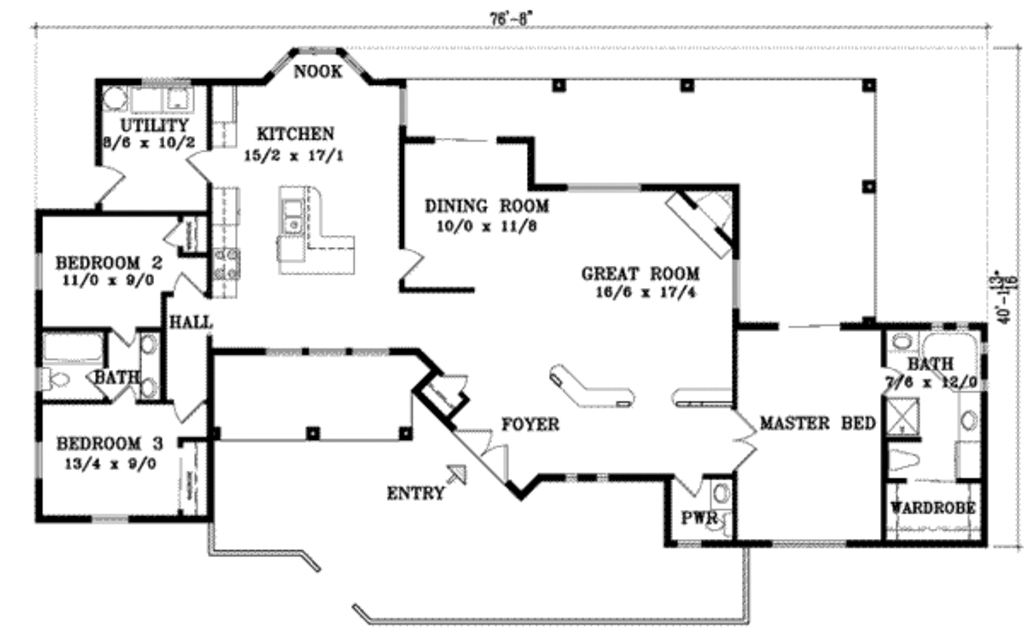 76'-8"
NOOK
UTILITY
8/6 x 10/2
KITCHEN
15/2 x 17/1
DINING ROOM
10/0 x 11/8
BEDROOM 2
11/0 x 9/0
GREAT ROOM
16/6 x 17/4
40'-1
HALL
BATH
BATH
7/6 x 12/0
BEDROOM 3
13/4 x 9/0
FOYER
MASTER BED
ENTRY
PWR
WARDROBE